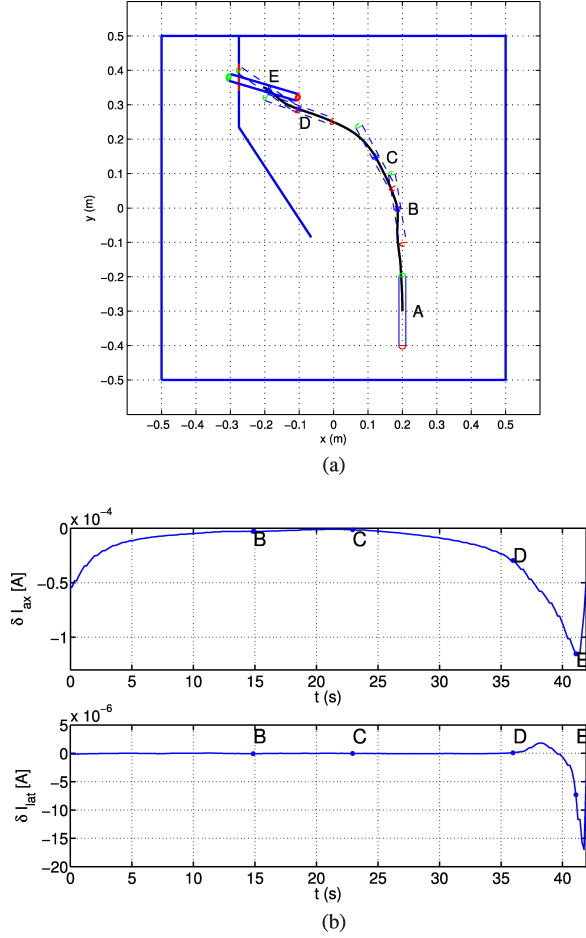 0.5
0.4
0.3
0.2
0.1
0
−0.1
−0.2
−0.3
−0.4
−0.5
y (m)
E
D
C
B
A
−0.5 −0.4 −0.3 −0.2 −0.1 0 0.1 0.2 0.3 0.4 0.5
x (m)
(a)
x 10⁻⁴
0
−0.5
−1
δ I_ax [A]
B C D E
0 5 10 15 20 25 30 35 40
t (s)
x 10⁻⁶
5
0
−5
−10
−15
−20
δ I_lat [A]
B C D E
0 5 10 15 20 25 30 35 40
t (s)
(b)